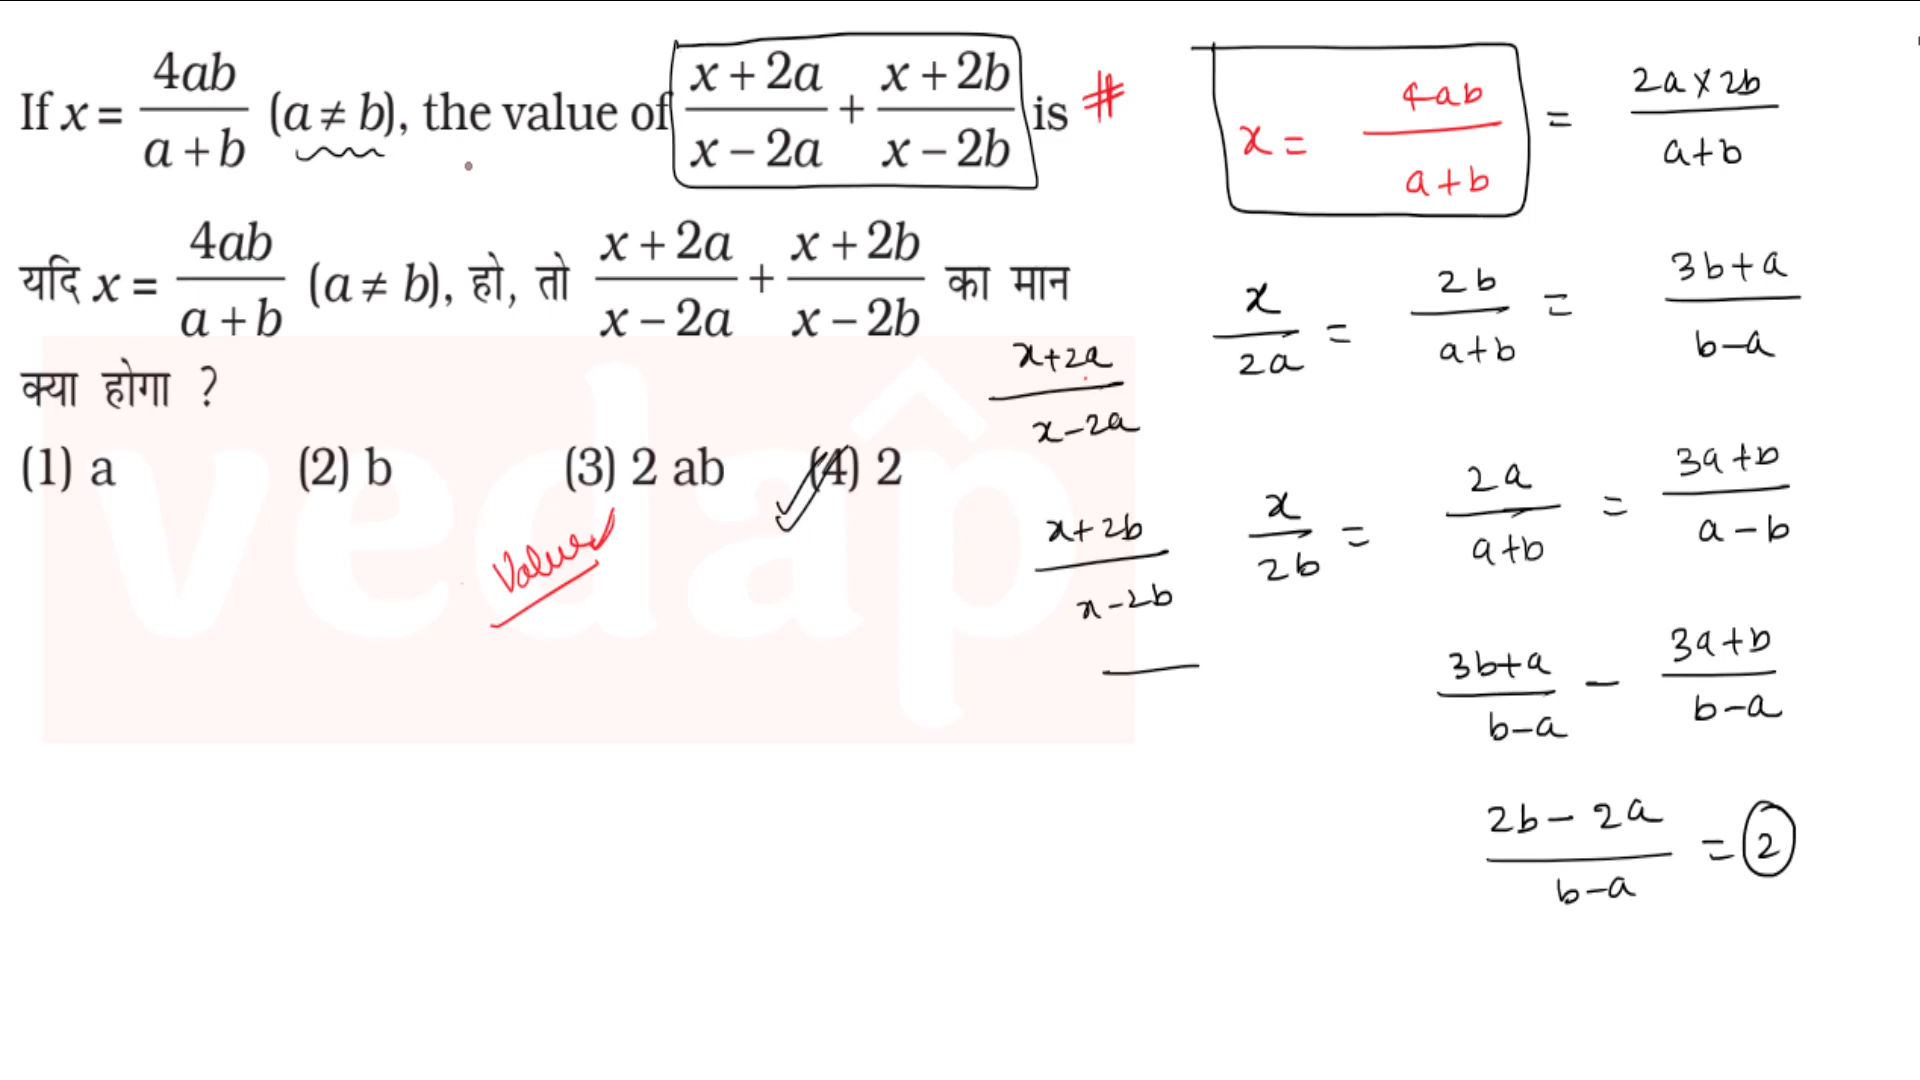 If x = 4ab / a + b (a ≠ b), the value of x + 2a / x − 2a + x + 2b / x − 2b is #
यदि x = 4ab / a + b (a ≠ b), हो, तो x + 2a / x − 2a + x + 2b / x − 2b का मान
क्या होगा ?
(1) a (2) b (3) 2 ab (4) 2
Value
vedap
x = 4ab / a+b = 2a × 2b / a+b
x+2a / x−2a
x / 2a = 2b / a+b = 3b+a / b−a
x+2b / x−2b
x / 2b = 2a / a+b = 3a+b / a−b
3b+a / b−a − 3a+b / b−a
2b − 2a / b−a = 2